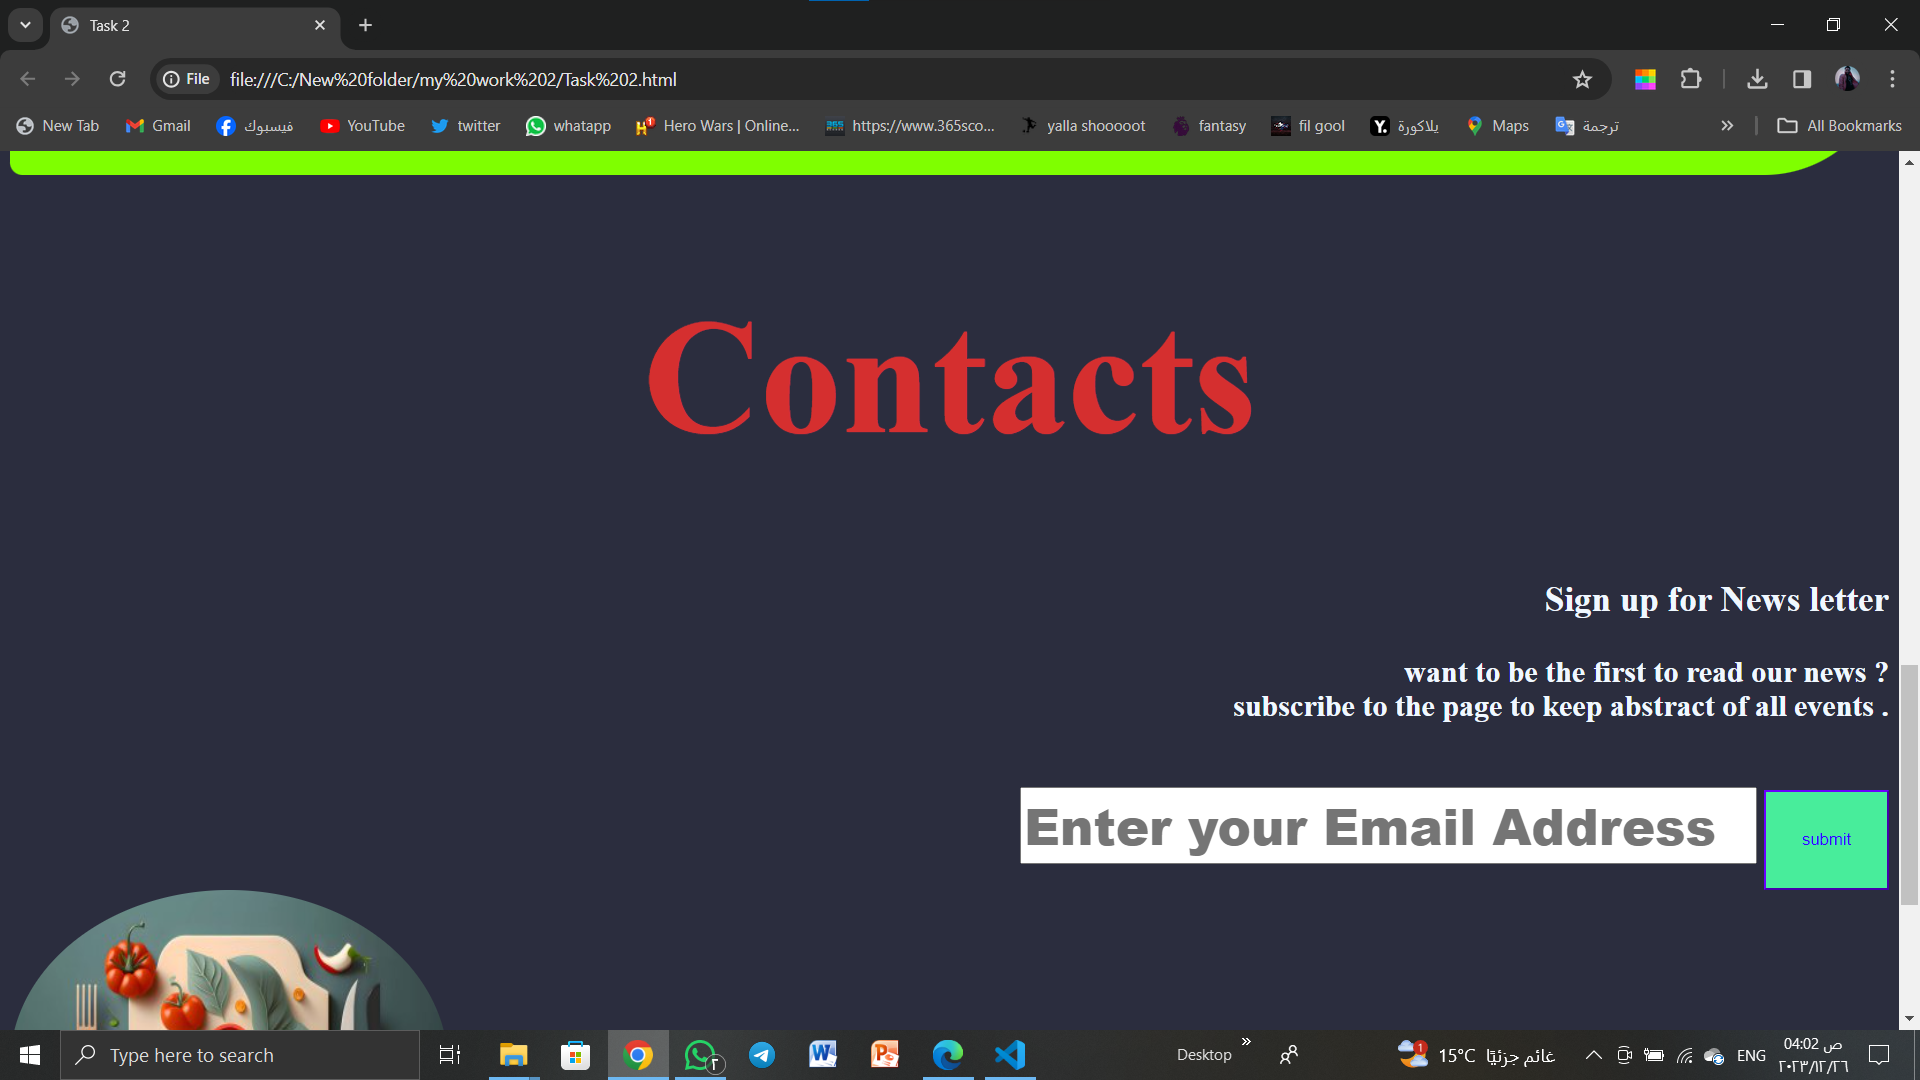 Task 2
File
file:///C:/New%20folder/my%20work%202/Task%202.html
New Tab
Gmail
فيسبوك
YouTube
twitter
whatapp
Hero Wars | Online...
https://www.365sco...
yalla shooooot
fantasy
fil gool
يلاكورة
Maps
ترجمة
All Bookmarks
Contacts
Sign up for News letter
want to be the first to read our news ?
subscribe to the page to keep abstract of all events .
Enter your Email Address
submit
Type here to search
Desktop
15°C غائم جزئيًا
ENG
04:02 ص
٢٠٢٣/١٢/٢٦